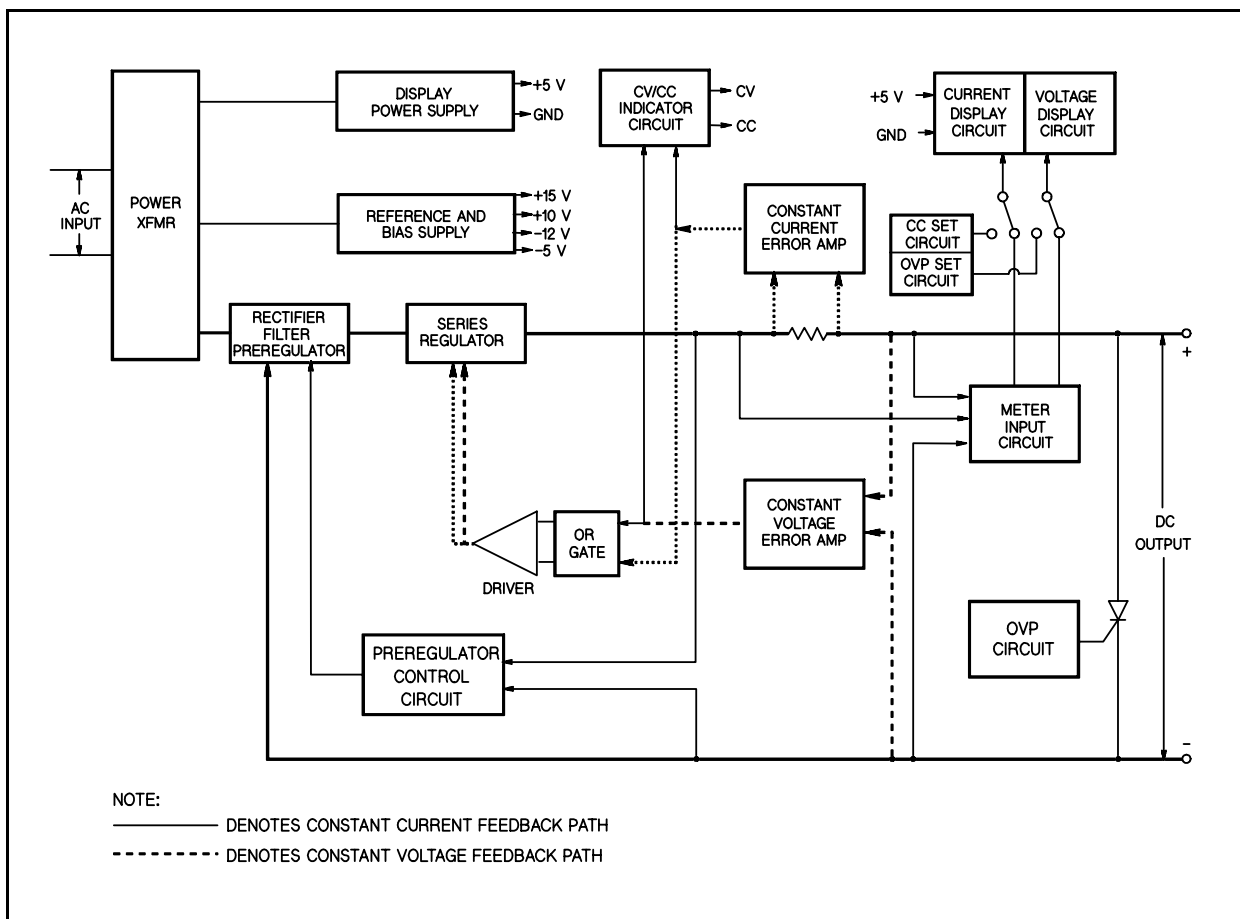 DISPLAY
POWER SUPPLY
+5 V
GND
CV/CC
INDICATOR
CIRCUIT
CV
CC
+5 V
GND
CURRENT
DISPLAY
CIRCUIT
VOLTAGE
DISPLAY
CIRCUIT
AC
INPUT
POWER
XFMR
REFERENCE AND
BIAS SUPPLY
+15 V
+10 V
-12 V
-5 V
CONSTANT
CURRENT
ERROR AMP
CC SET
CIRCUIT
OVP SET
CIRCUIT
RECTIFIER
FILTER
PREREGULATOR
SERIES
REGULATOR
+
METER
INPUT
CIRCUIT
CONSTANT
VOLTAGE
ERROR AMP
OR
GATE
DRIVER
DC
OUTPUT
OVP
CIRCUIT
PREREGULATOR
CONTROL
CIRCUIT
-
NOTE:
DENOTES CONSTANT CURRENT FEEDBACK PATH
DENOTES CONSTANT VOLTAGE FEEDBACK PATH